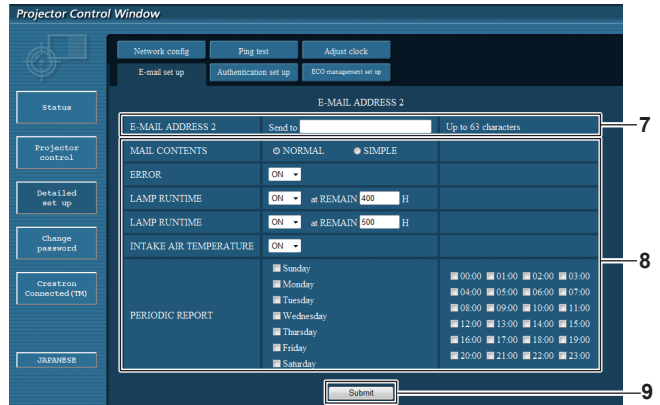 Projector Control Window
Network config
Ping test
Adjust clock
E-mail set up
Authentication set up
ECO management set up
Status
Projector
control
Detailed
set up
Change
password
Crestron
Connected(TM)
JAPANESE
E-MAIL ADDRESS 2
E-MAIL ADDRESS 2 Send to Up to 63 characters
MAIL CONTENTS NORMAL SIMPLE
ERROR ON
LAMP RUNTIME ON at REMAIN 400 H
LAMP RUNTIME ON at REMAIN 500 H
INTAKE AIR TEMPERATURE ON
PERIODIC REPORT
Sunday
Monday
Tuesday
Wednesday
Thursday
Friday
Saturday
00:00 01:00 02:00 03:00
04:00 05:00 06:00 07:00
08:00 09:00 10:00 11:00
12:00 13:00 14:00 15:00
16:00 17:00 18:00 19:00
20:00 21:00 22:00 23:00
Submit
7
8
9